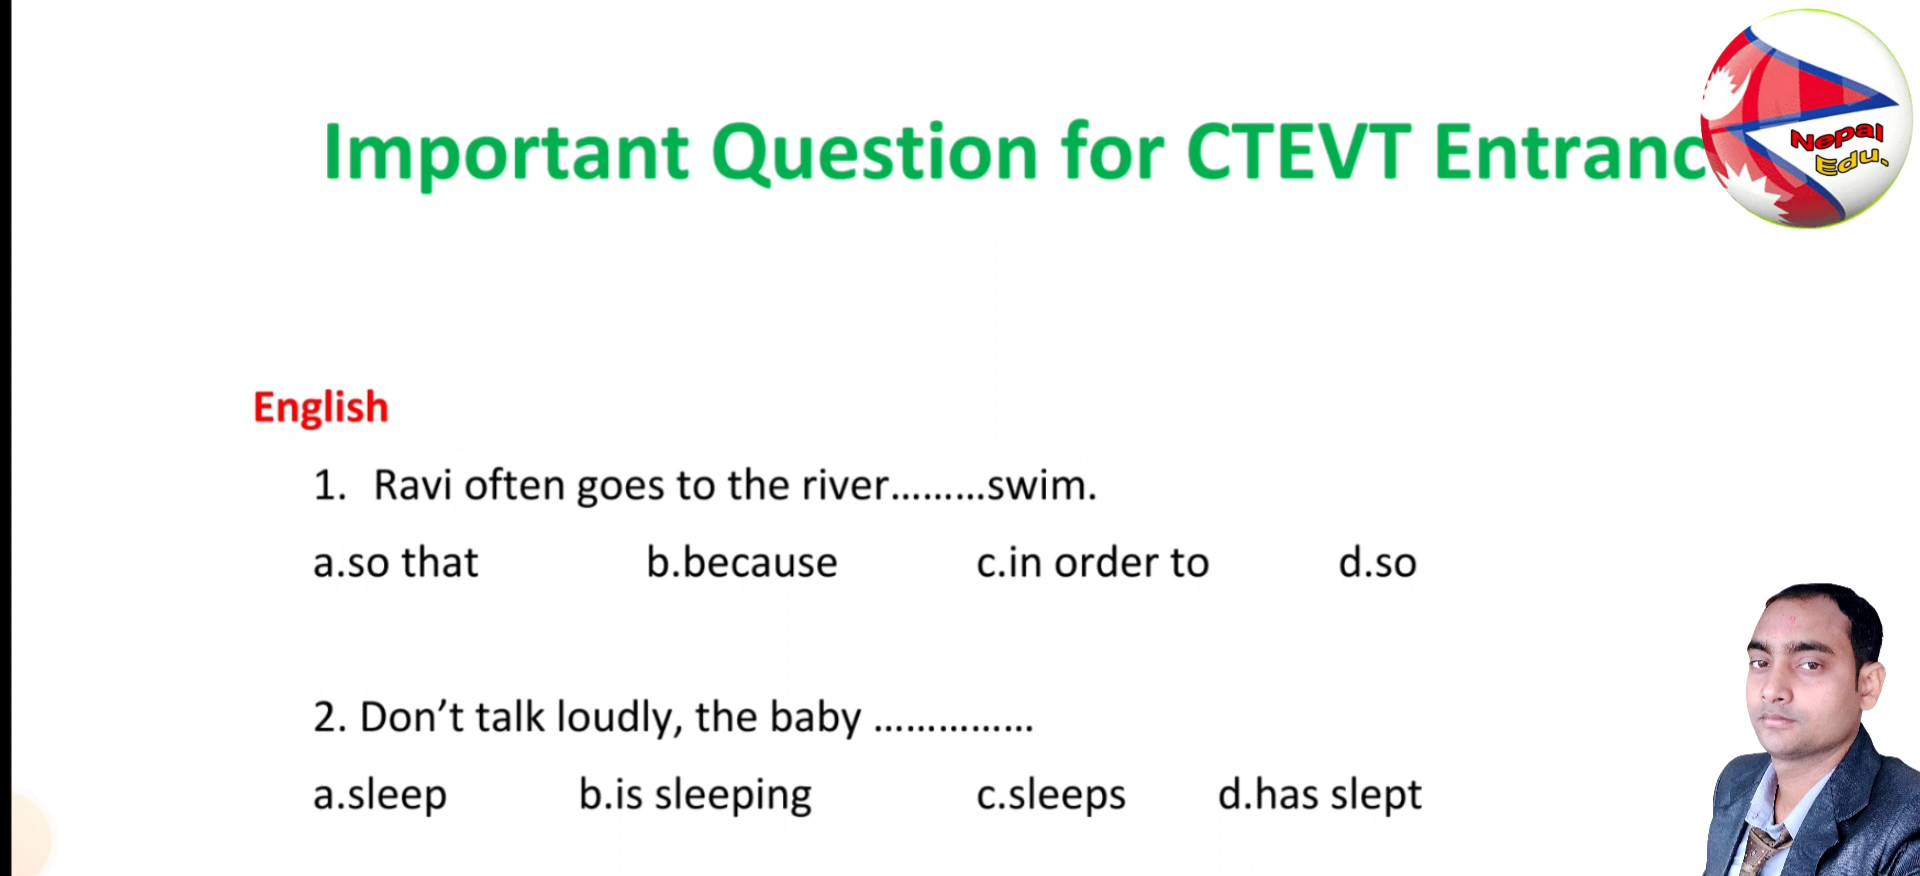 Important Question for CTEVT Entranc
Nepal
Edu.
English
1. Ravi often goes to the river.........swim.
a.so that b.because c.in order to d.so
2. Don’t talk loudly, the baby ...............
a.sleep b.is sleeping c.sleeps d.has slept